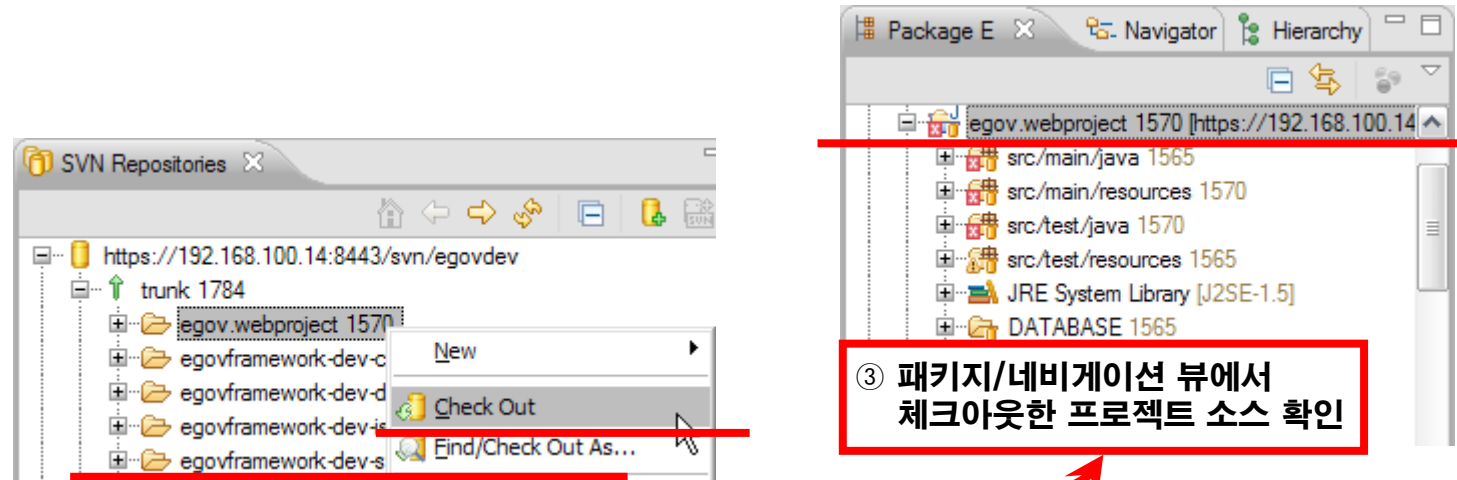 SVN Repositories
https://192.168.100.14:8443/svn/egovdev
trunk 1784
egov.webproject 1570
egovframework-dev-c
egovframework-dev-d
egovframework-dev-is
egovframework-dev-s
New
Check Out
Find/Check Out As...
Package E
Navigator
Hierarchy
egov.webproject 1570 [https://192.168.100.14
src/main/java 1565
src/main/resources 1570
src/test/java 1570
src/test/resources 1565
JRE System Library [J2SE-1.5]
DATABASE 1565
③ 패키지/네비게이션 뷰에서
체크아웃한 프로젝트 소스 확인